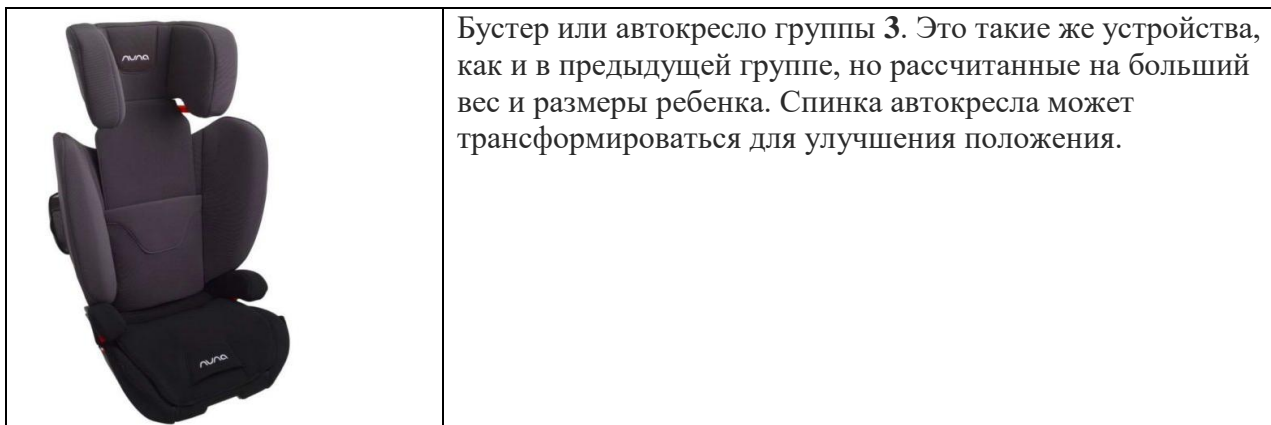 nuna
nuna
Бустер или автокресло группы 3. Это такие же устройства,
как и в предыдущей группе, но рассчитанные на больший
вес и размеры ребенка. Спинка автокресла может
трансформироваться для улучшения положения.